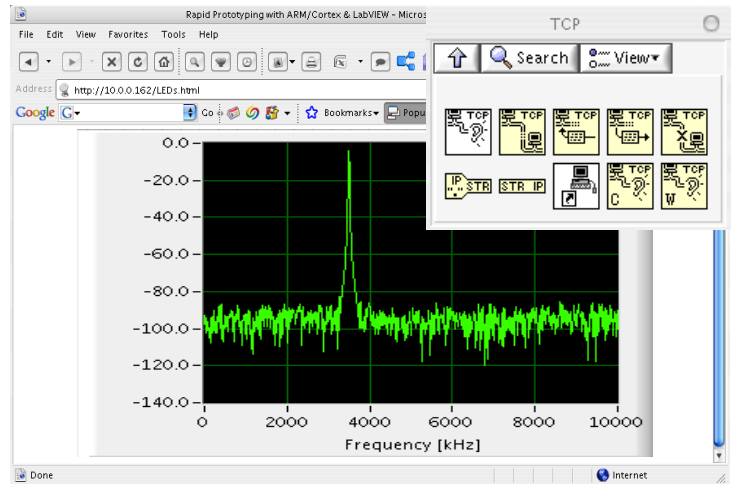 Rapid Prototyping with ARM/Cortex & LabVIEW - Micros
File Edit View Favorites Tools Help
Address http://10.0.0.162/LEDs.html
Google G Go Bookmarks Popu
TCP
Search View
TCP TCP TCP TCP TCP
IP STR STR IP TCP C TCP W
0.0
-20.0
-40.0
-60.0
-80.0
-100.0
-120.0
-140.0
0 2000 4000 6000 8000 10000
Frequency [kHz]
Done Internet